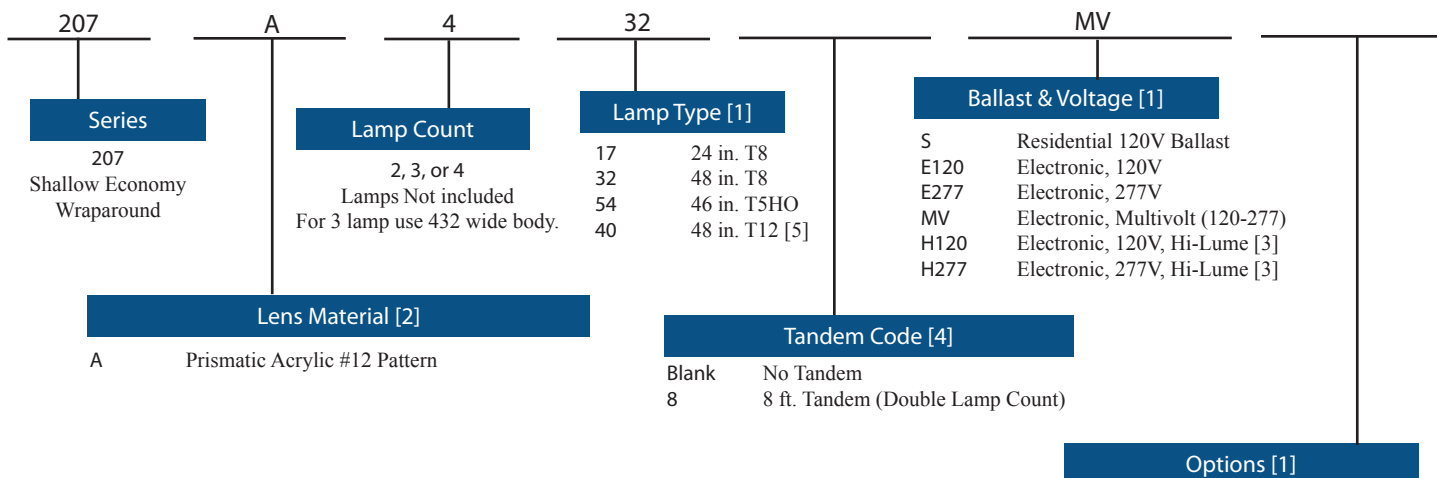 207 A 4 32 MV
Series
207
Shallow Economy
Wraparound
Lamp Count
2, 3, or 4
Lamps Not included
For 3 lamp use 432 wide body.
Lamp Type [1]
17 24 in. T8
32 48 in. T8
54 46 in. T5HO
40 48 in. T12 [5]
Ballast & Voltage [1]
S Residential 120V Ballast
E120 Electronic, 120V
E277 Electronic, 277V
MV Electronic, Multivolt (120-277)
H120 Electronic, 120V, Hi-Lume [3]
H277 Electronic, 277V, Hi-Lume [3]
Lens Material [2]
A Prismatic Acrylic #12 Pattern
Tandem Code [4]
Blank No Tandem
8 8 ft. Tandem (Double Lamp Count)
Options [1]